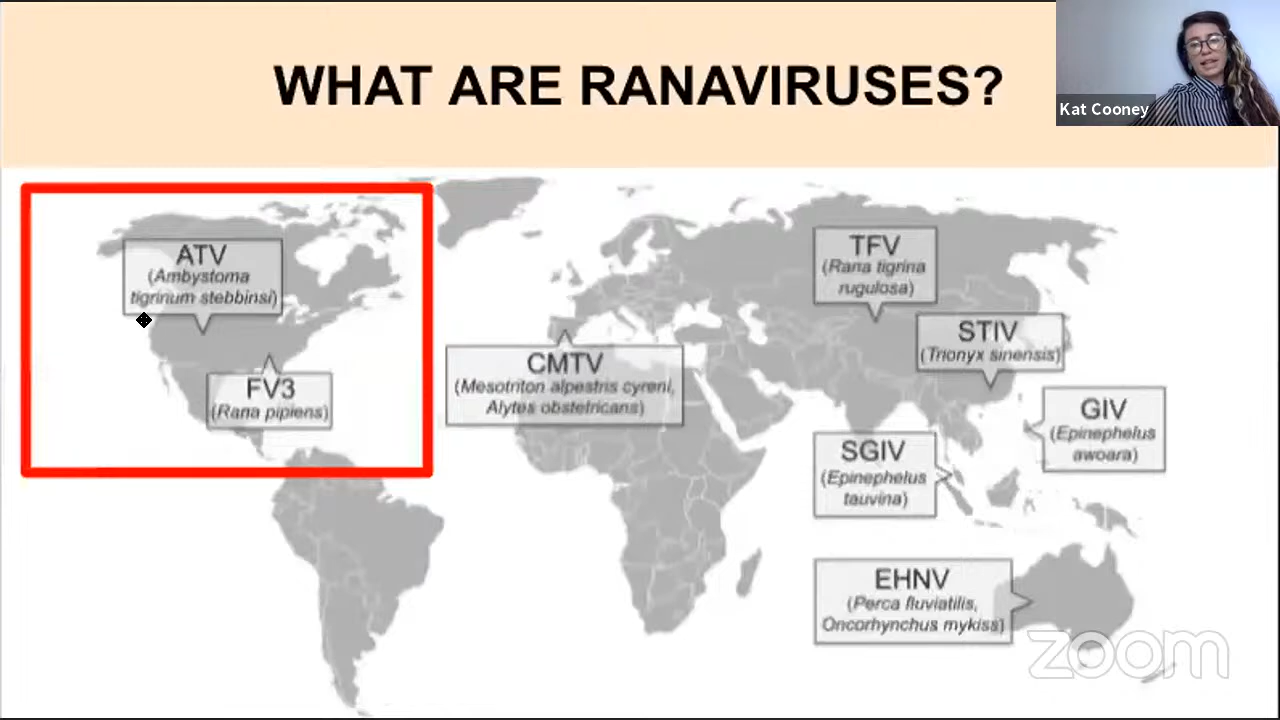 WHAT ARE RANAVIRUSES?
Kat Cooney
ATV
(Ambystoma
tigrinum stebbinsi)
FV3
(Rana pipiens)
CMTV
(Mesotriton alpestris cyreni,
Alytes obstetricans)
TFV
(Rana tigrina
rugulosa)
STIV
(Trionyx sinensis)
GIV
(Epinephelus
awoara)
SGIV
(Epinephelus
tauvina)
EHNV
(Perca fluviatilis,
Oncorhynchus mykiss)
zoom